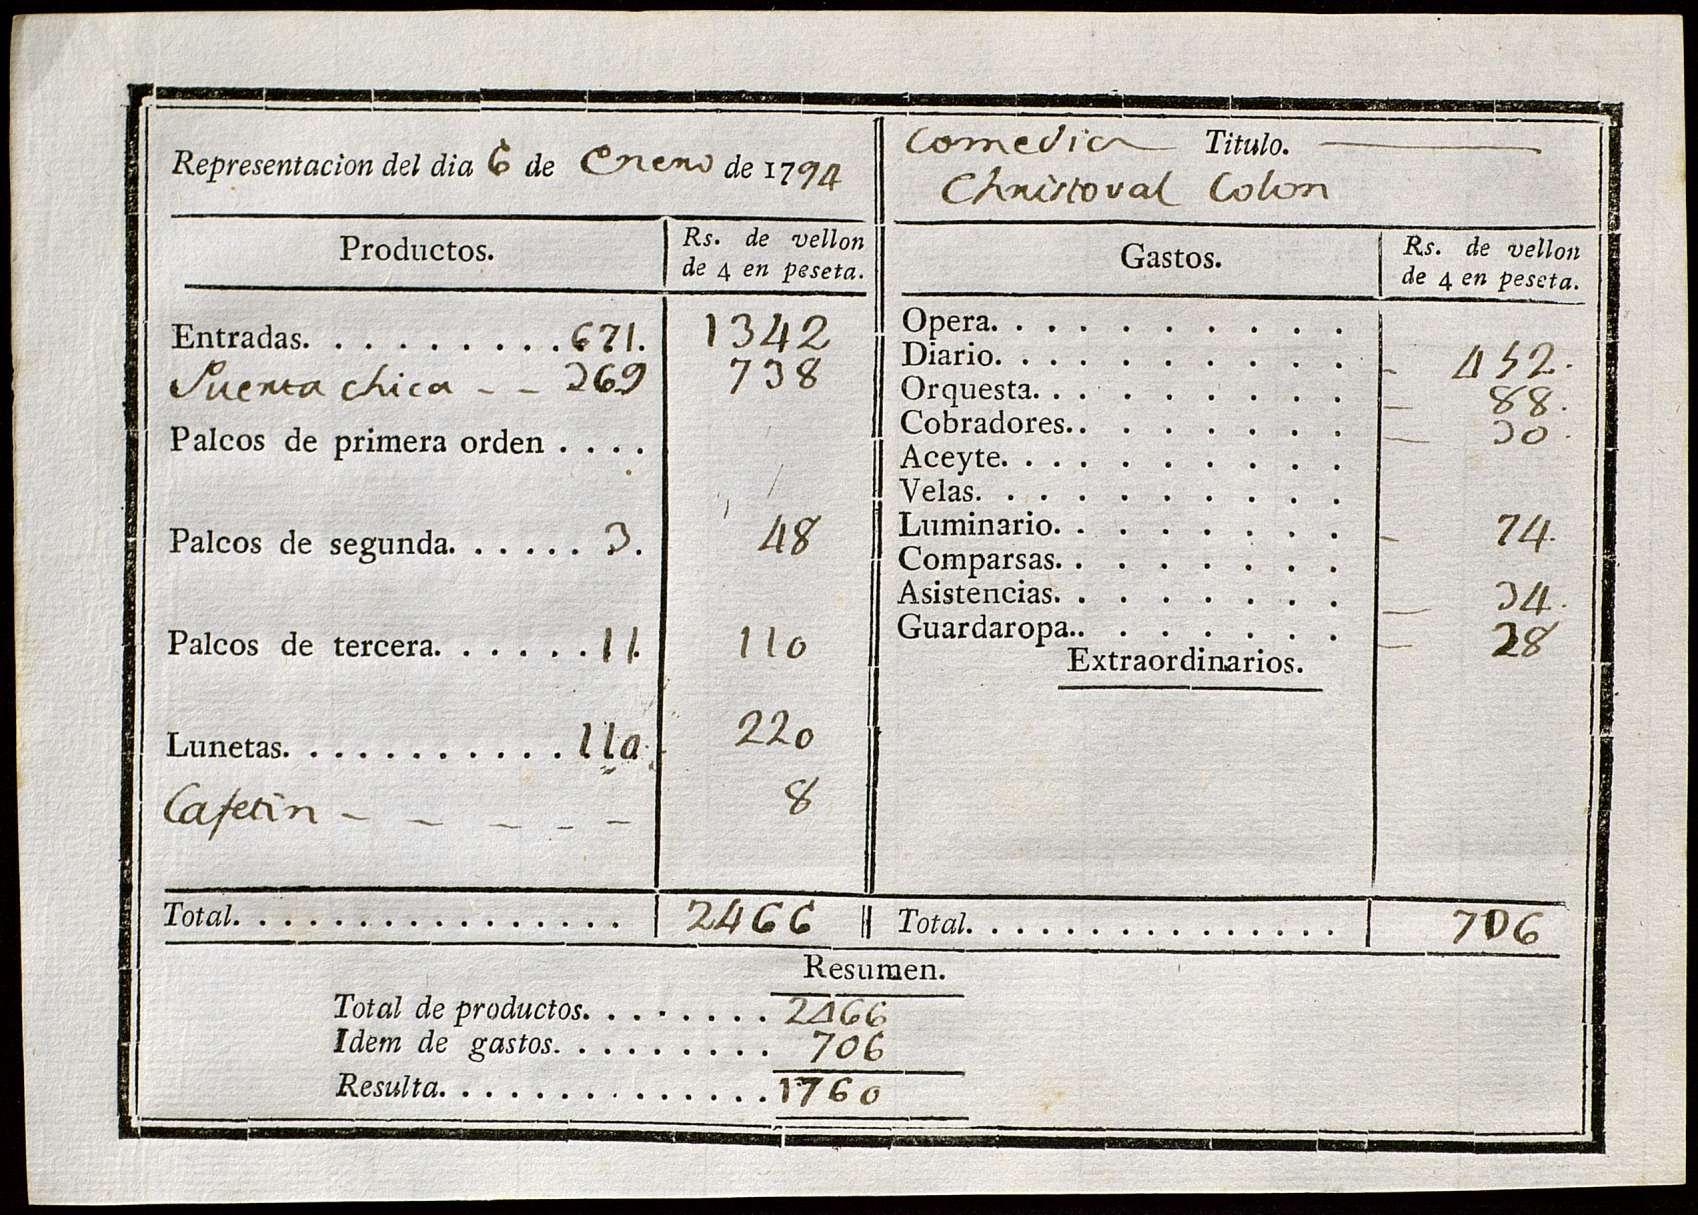 Representacion del dia 6 de Enero de 1794
Comedia Titulo.
Christoval Colon
Productos.
Rs. de vellon
de 4 en peseta.
Entradas. . . . . . . . . 671. 1342
Puerta chica - - 369 738
Palcos de primera orden . . . .
Palcos de segunda. . . . . . 3. 48
Palcos de tercera. . . . . . 11. 110
Lunetas. . . . . . . . . . . 110. 220
Cafetin - - - - - 8
Total. . . . . . . . . . . . . . . . 2466
Gastos.
Rs. de vellon
de 4 en peseta.
Opera. . . . . . . . . .
Diario. . . . . . . . . . - 452.
Orquesta. . . . . . . . . - 88.
Cobradores.. . . . . . . - 30.
Aceyte. . . . . . . . . .
Velas. . . . . . . . . .
Luminario. . . . . . . . - 74.
Comparsas. . . . . . . .
Asistencias. . . . . . . . - 34.
Guardaropa.. . . . . . . - 28
Extraordinarios.
Total. . . . . . . . . . . . . . . . 706
Resumen.
Total de productos. . . . . . . . 2466
Idem de gastos. . . . . . . . . 706
Resulta. . . . . . . . . . . . . . 1760